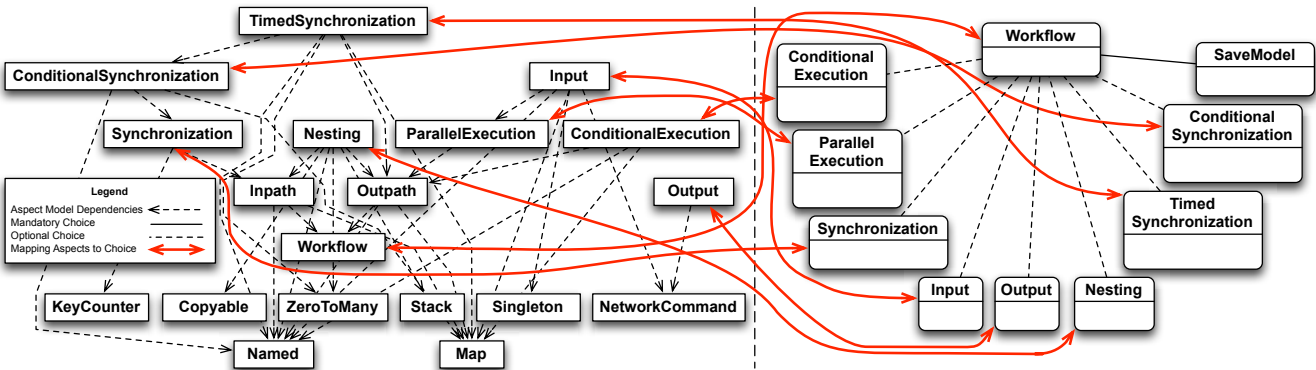 TimedSynchronization
ConditionalSynchronization
Input
Synchronization
Nesting
ParallelExecution
ConditionalExecution
Inpath
Outpath
Output
Legend
Aspect Model Dependencies
Mandatory Choice
Optional Choice
Mapping Aspects to Choice
Workflow
KeyCounter
Copyable
ZeroToMany
Stack
Singleton
NetworkCommand
Named
Map
Workflow
SaveModel
Conditional
Execution
Conditional
Synchronization
Parallel
Execution
Timed
Synchronization
Synchronization
Input
Output
Nesting